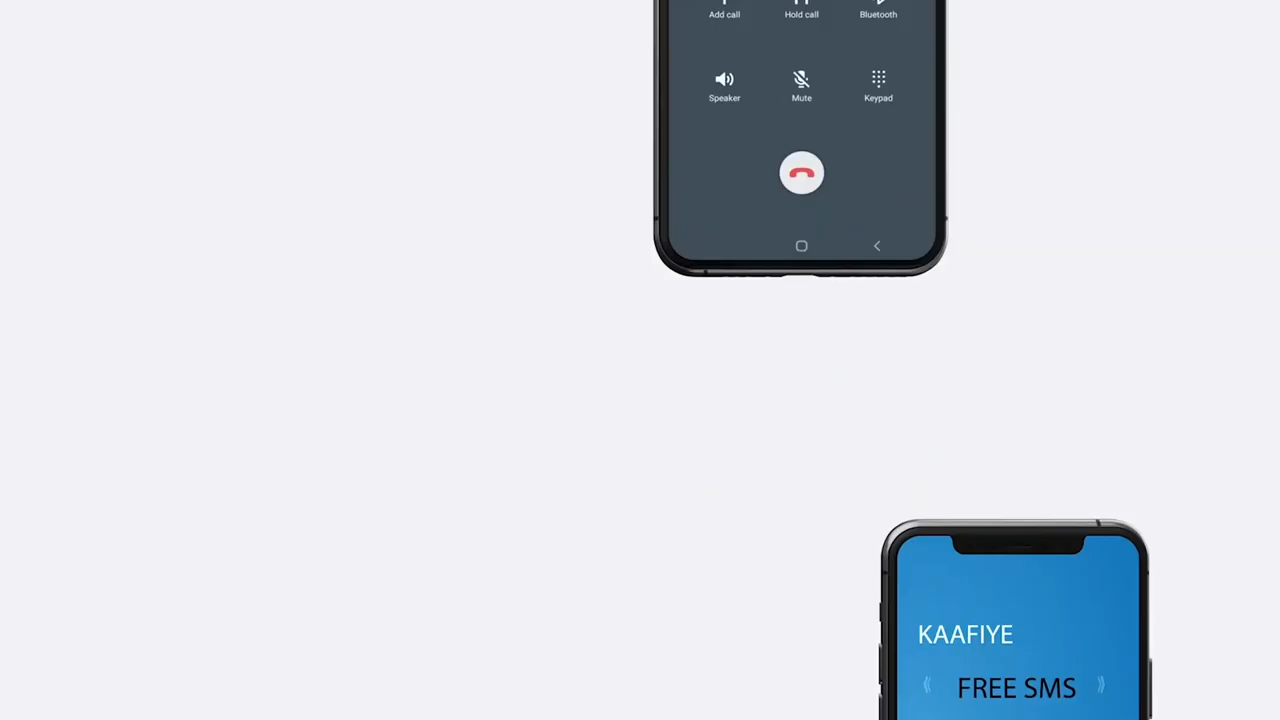 Add call Hold call Bluetooth
Speaker Mute Keypad
KAAFIYE
FREE SMS